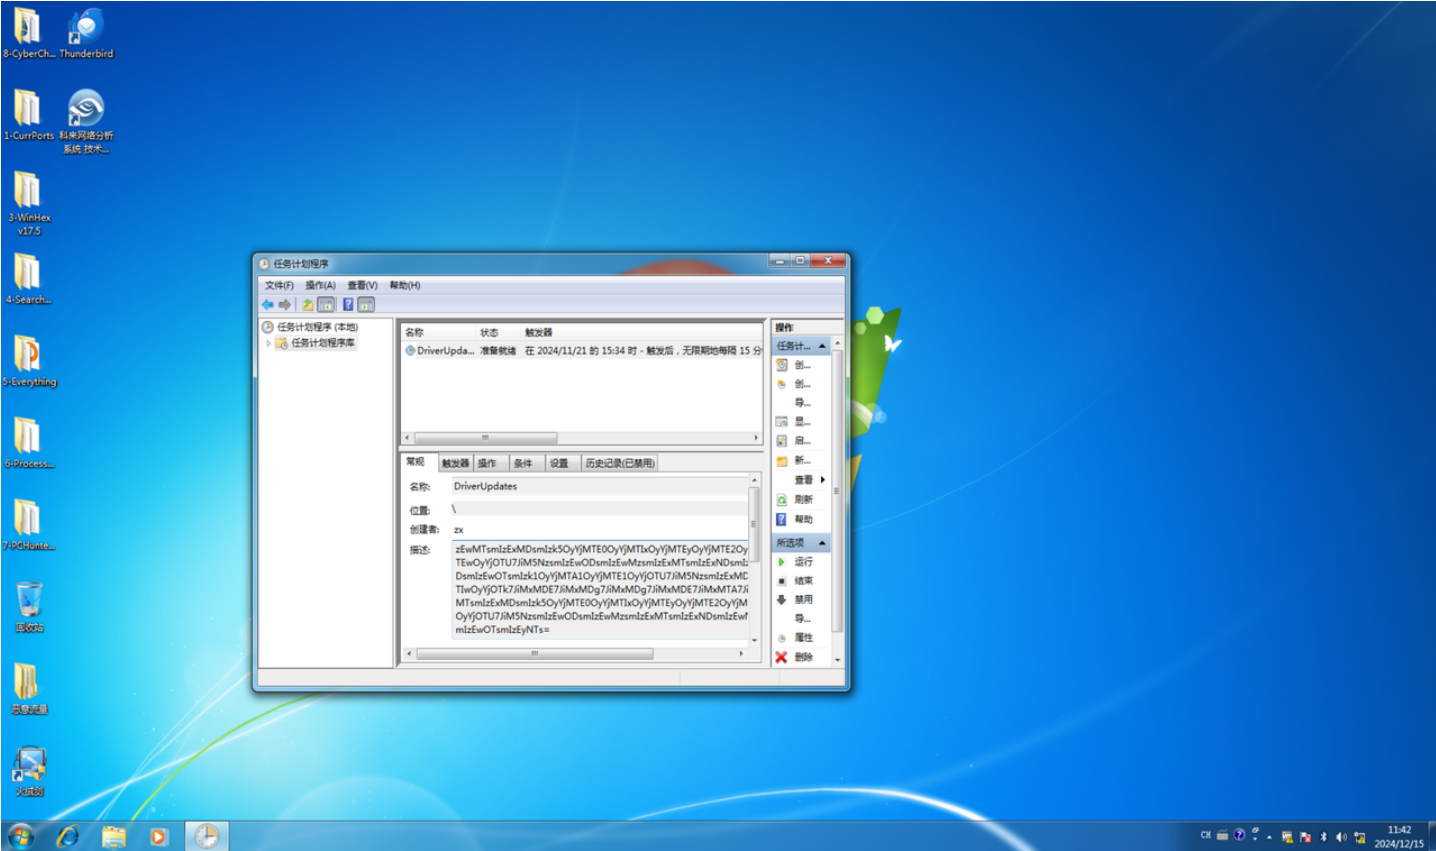 8-CyberCh... Thunderbird
1-CurrPorts 科来网络分析
系统 技术...
3-WinHex
v17.5
4-Search...
5-Everything
6-Process...
7-PCHunte...
回收站
恶意流量
火绒剑
任务计划程序
文件(F) 操作(A) 查看(V) 帮助(H)
任务计划程序 (本地)
任务计划程序库
名称 状态 触发器
DriverUpda... 准备就绪 在 2024/11/21 的 15:34 时 - 触发后，无限期地每隔 15 分
常规 触发器 操作 条件 设置 历史记录(已禁用)
名称: DriverUpdates
位置: \
创建者: zx
描述: zEwMTsmIzExMDsmIzk5OyYjMTE0OyYjMTIxOyYjMTEyOyYjMTE2Oy
TEwOyYjOTU7JiM5NzsmIzEwODsmIzEwMzsmIzExMTsmIzExNDsmI
DsmIzEwOTsmIzk1OyYjMTA1OyYjMTE1OyYjOTU7JiM5NzsmIzExMD
TIwOyYjOTk7JiMxMDE7JiMxMDg7JiMxMDg7JiMxMDE7JiMxMTA7Ji
MTsmIzExMDsmIzk5OyYjMTE0OyYjMTIxOyYjMTEyOyYjMTE2OyYjM
OyYjOTU7JiM5NzsmIzEwODsmIzEwMzsmIzExMTsmIzExNDsmIzEwN
mIzEwOTsmIzEyNTs=
操作
任务计...
创...
创...
导...
显...
启...
新...
查看
刷新
帮助
所选项
运行
结束
禁用
导...
属性
删除
CH
11:42
2024/12/15